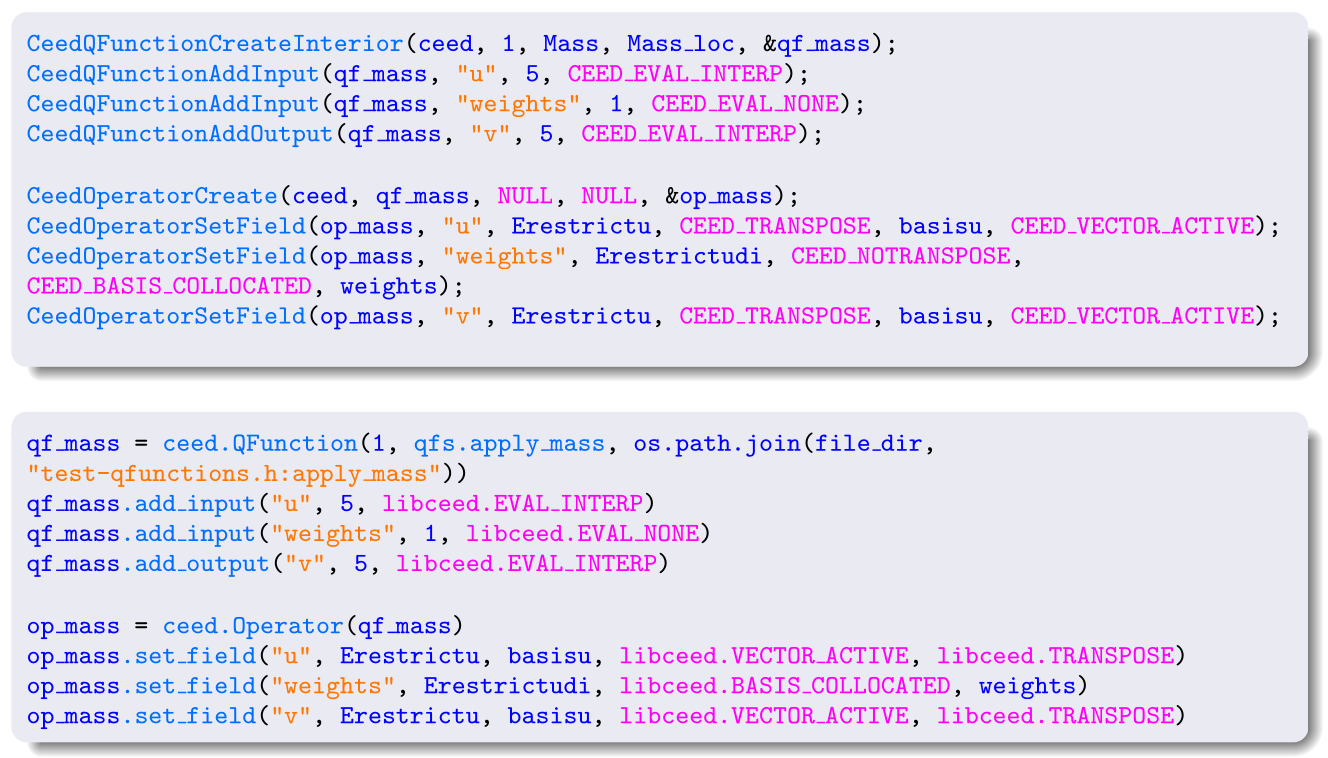 CeedQFunctionCreateInterior(ceed, 1, Mass, Mass_loc, &qf_mass);
CeedQFunctionAddInput(qf_mass, "u", 5, CEED_EVAL_INTERP);
CeedQFunctionAddInput(qf_mass, "weights", 1, CEED_EVAL_NONE);
CeedQFunctionAddOutput(qf_mass, "v", 5, CEED_EVAL_INTERP);
CeedOperatorCreate(ceed, qf_mass, NULL, NULL, &op_mass);
CeedOperatorSetField(op_mass, "u", Erestrictu, CEED_TRANSPOSE, basisu, CEED_VECTOR_ACTIVE);
CeedOperatorSetField(op_mass, "weights", Erestrictudi, CEED_NOTRANSPOSE,
CEED_BASIS_COLLOCATED, weights);
CeedOperatorSetField(op_mass, "v", Erestrictu, CEED_TRANSPOSE, basisu, CEED_VECTOR_ACTIVE);
qf_mass = ceed.QFunction(1, qfs.apply_mass, os.path.join(file_dir,
"test-qfunctions.h:apply_mass"))
qf_mass.add_input("u", 5, libceed.EVAL_INTERP)
qf_mass.add_input("weights", 1, libceed.EVAL_NONE)
qf_mass.add_output("v", 5, libceed.EVAL_INTERP)
op_mass = ceed.Operator(qf_mass)
op_mass.set_field("u", Erestrictu, basisu, libceed.VECTOR_ACTIVE, libceed.TRANSPOSE)
op_mass.set_field("weights", Erestrictudi, libceed.BASIS_COLLOCATED, weights)
op_mass.set_field("v", Erestrictu, basisu, libceed.VECTOR_ACTIVE, libceed.TRANSPOSE)